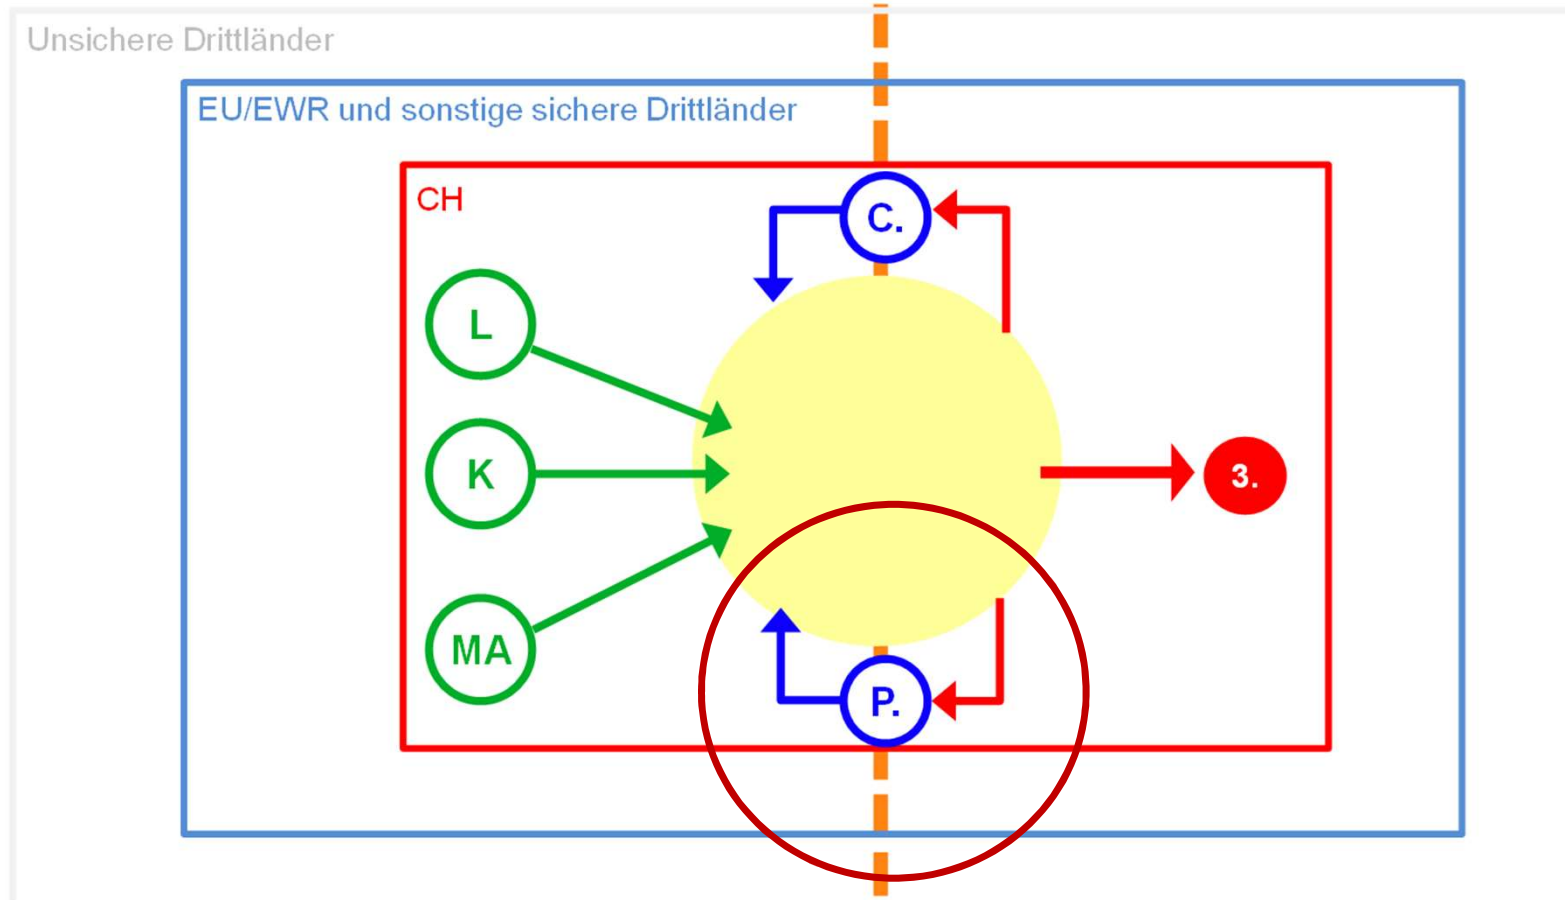 Unsichere Drittländer
EU/EWR und sonstige sichere Drittländer
CH
C.
L
K
3.
MA
P.